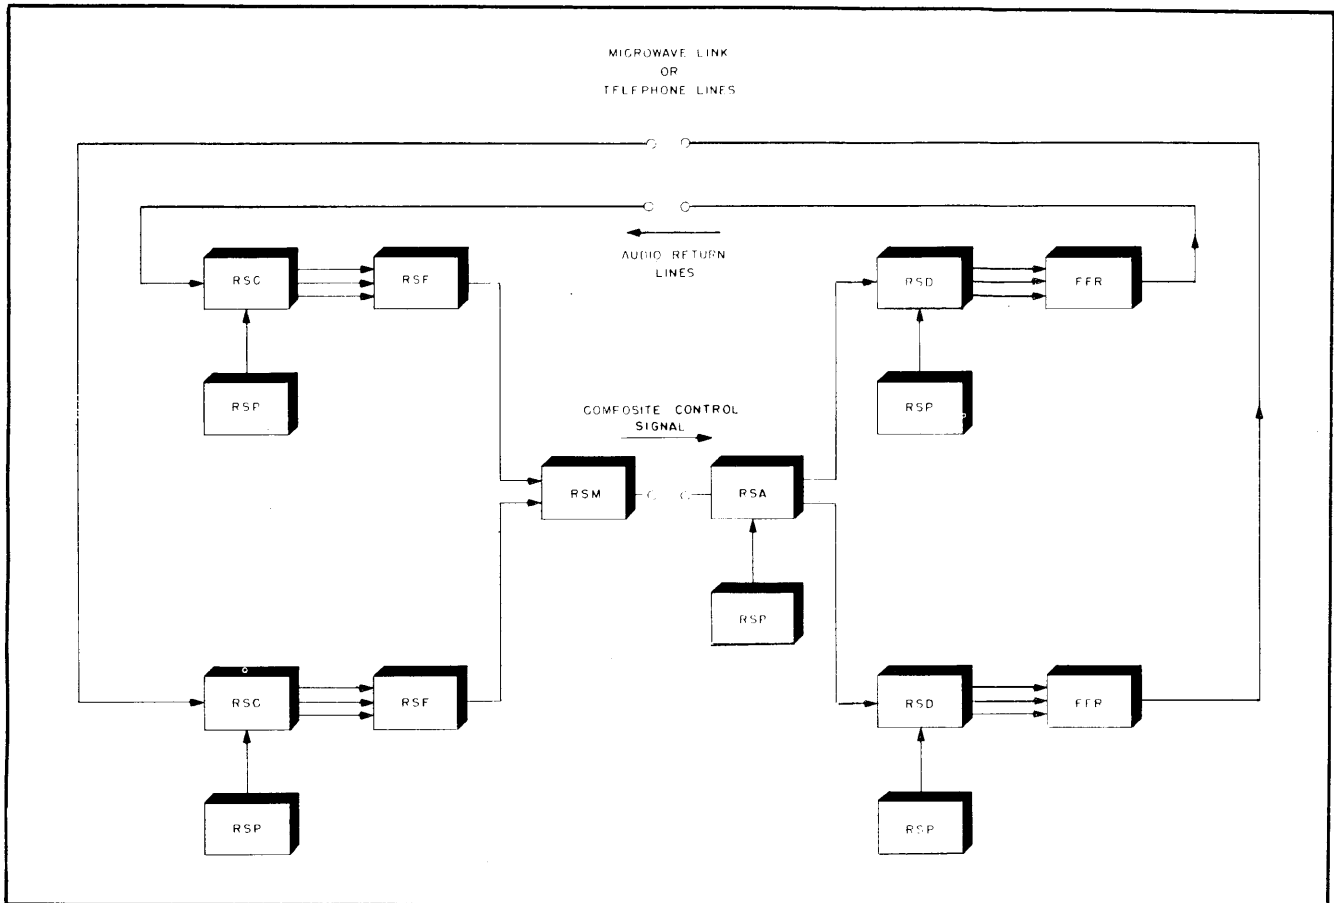 MICROWAVE LINK
OR
TELEPHONE LINES
AUDIO RETURN
LINES
RSC
RSF
RSD
FFR
RSP
RSP
COMPOSITE CONTROL
SIGNAL
RSM
RSA
RSP
RSC
RSF
RSD
FFR
RSP
RSP